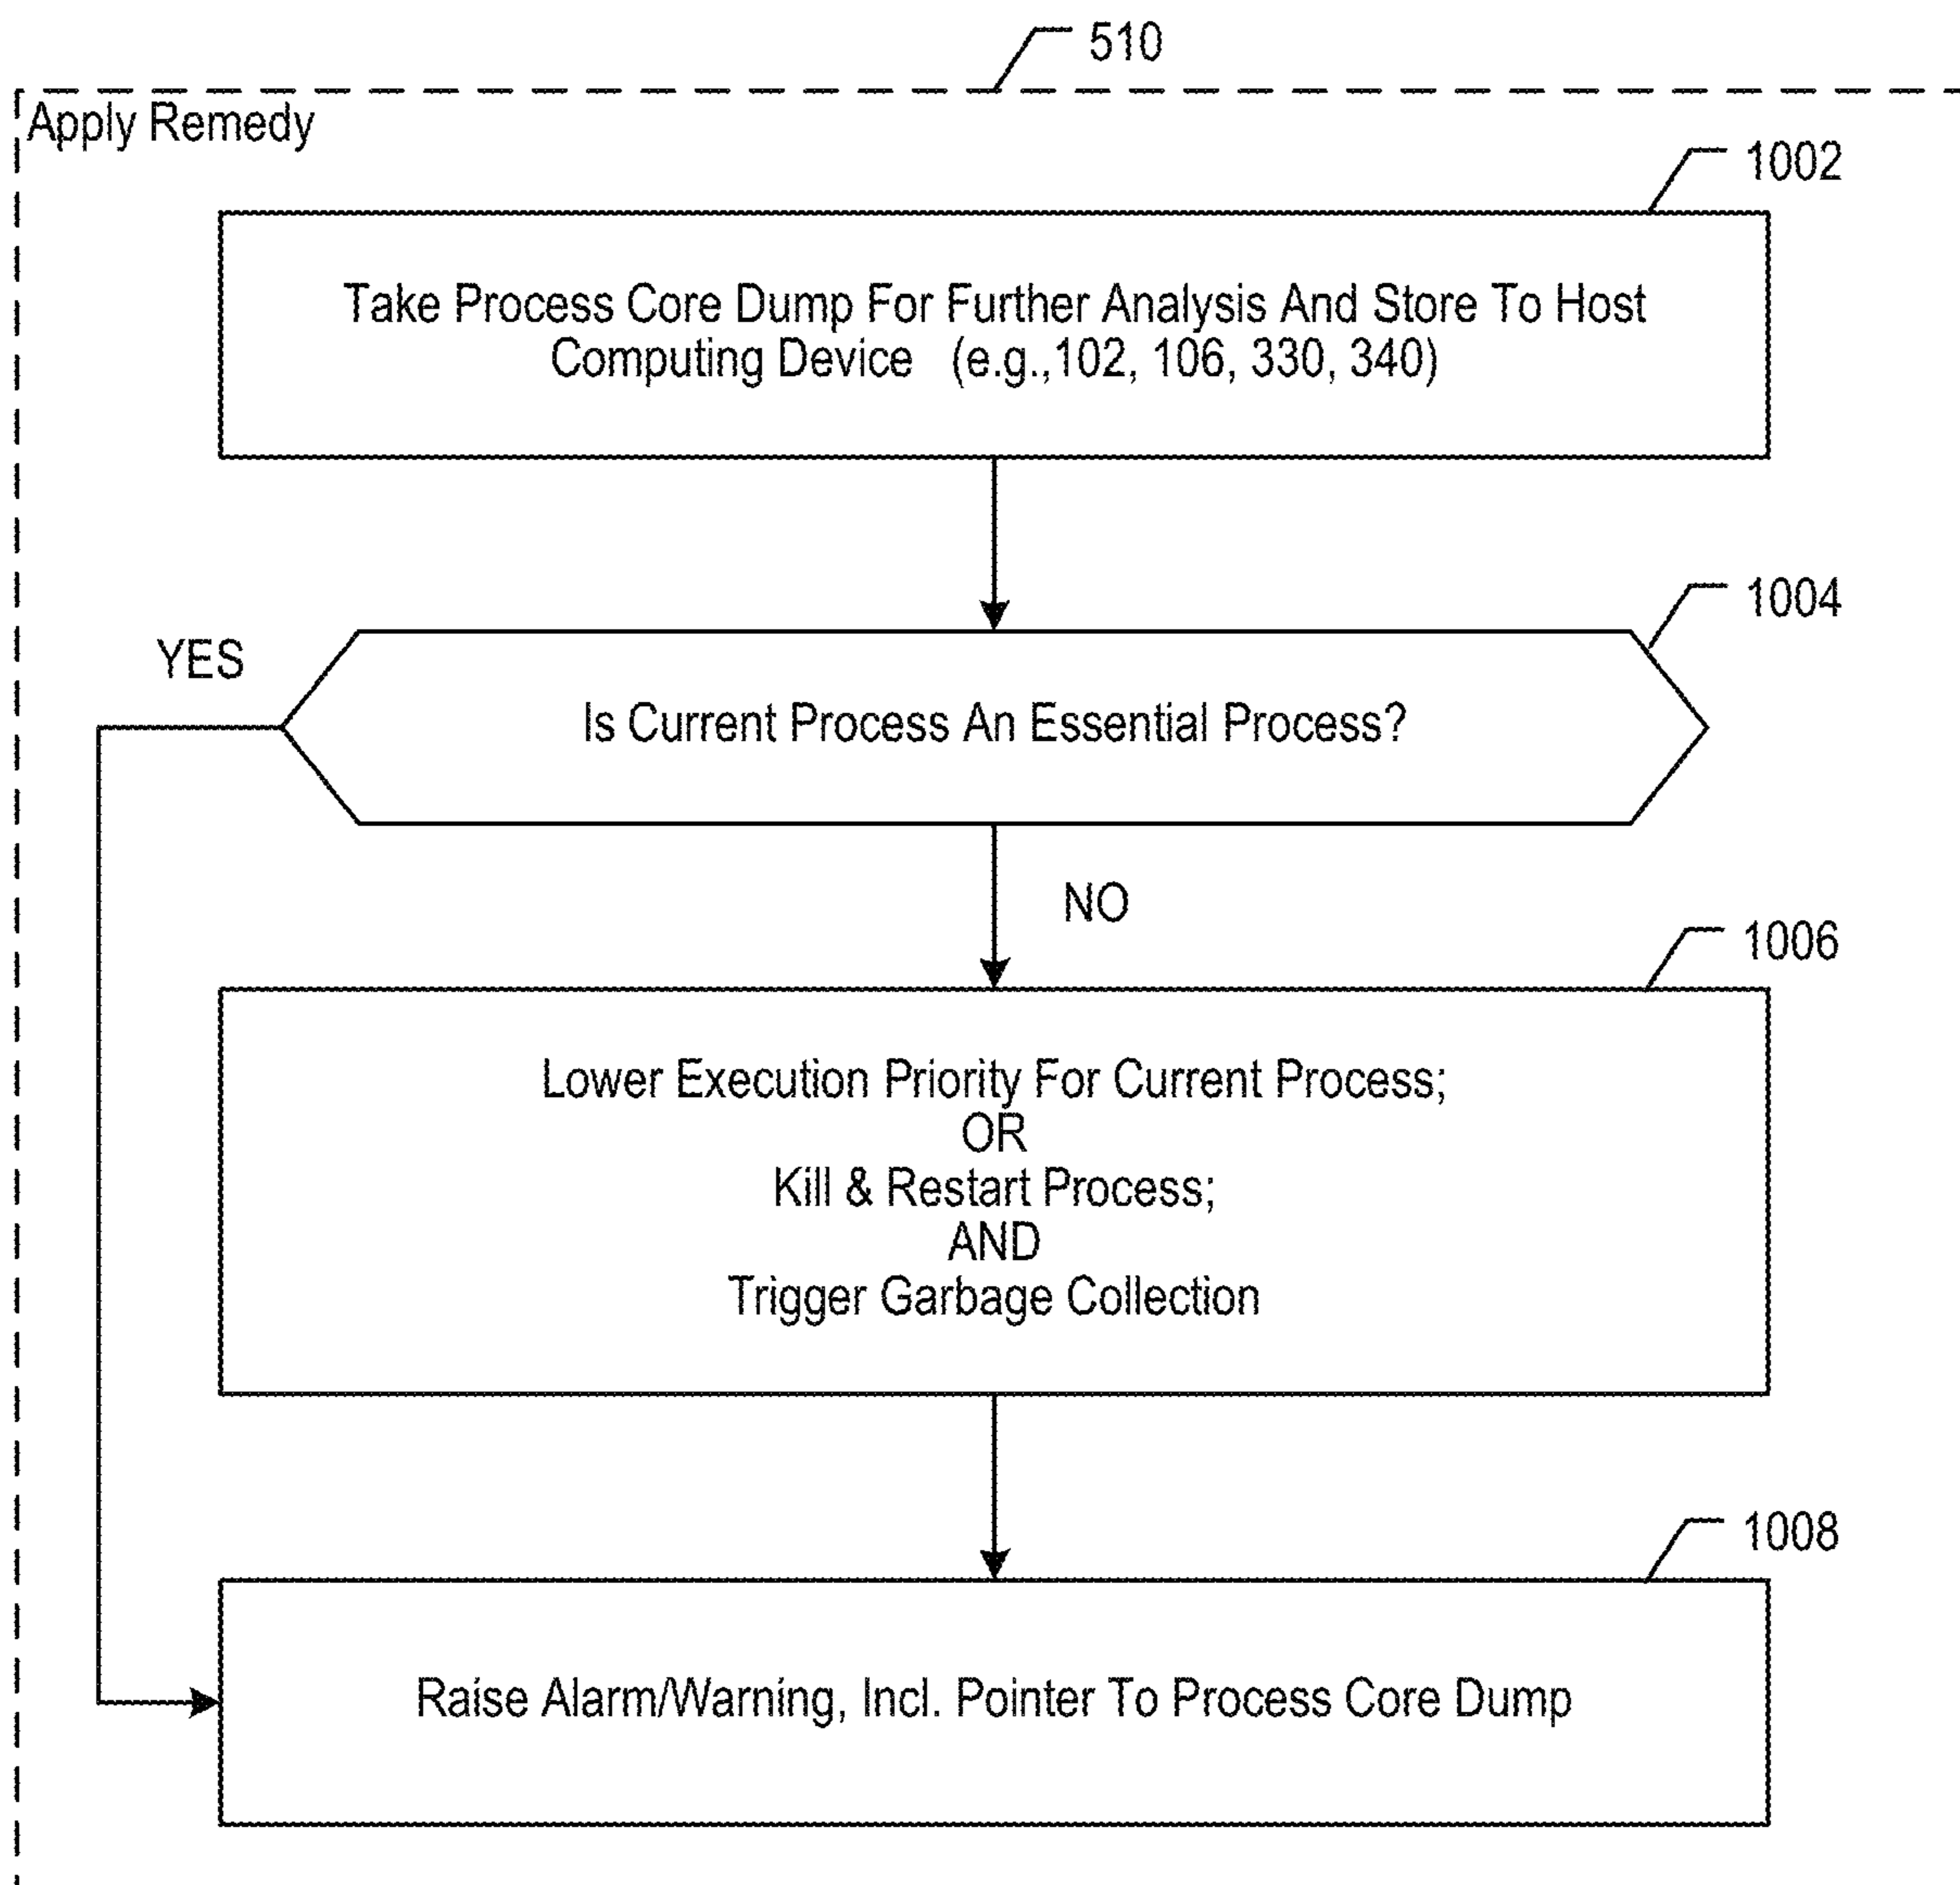 510
Apply Remedy
1002
Take Process Core Dump For Further Analysis And Store To Host
Computing Device (e.g.,102, 106, 330, 340)
1004
YES
Is Current Process An Essential Process?
NO
1006
Lower Execution Priority For Current Process;
OR
Kill & Restart Process;
AND
Trigger Garbage Collection
1008
Raise Alarm/Warning, Incl. Pointer To Process Core Dump